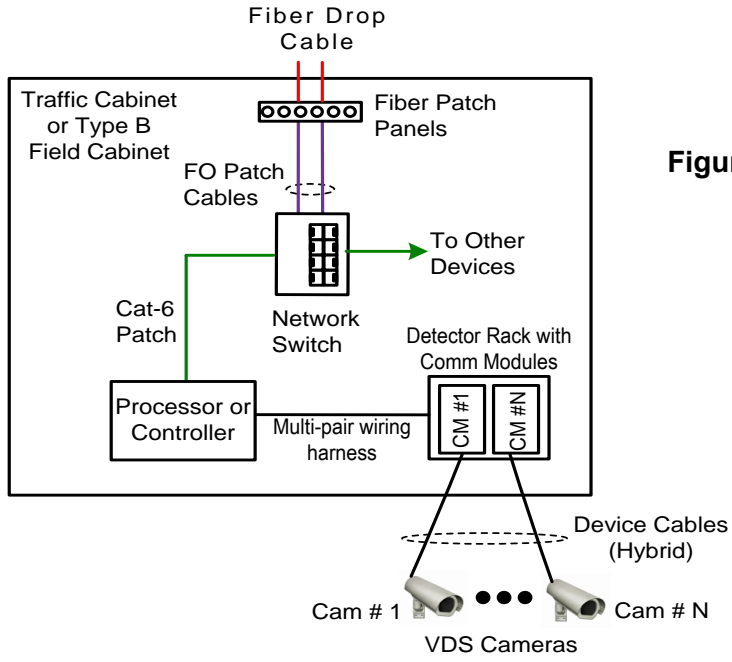 Fiber Drop
Cable
Traffic Cabinet
or Type B
Field Cabinet
Fiber Patch
Panels
Figur
FO Patch
Cables
To Other
Devices
Cat-6
Patch
Network
Switch
Detector Rack with
Comm Modules
Processor or
Controller
Multi-pair wiring
harness
CM #1
CM #N
Device Cables
(Hybrid)
Cam # 1
Cam # N
VDS Cameras